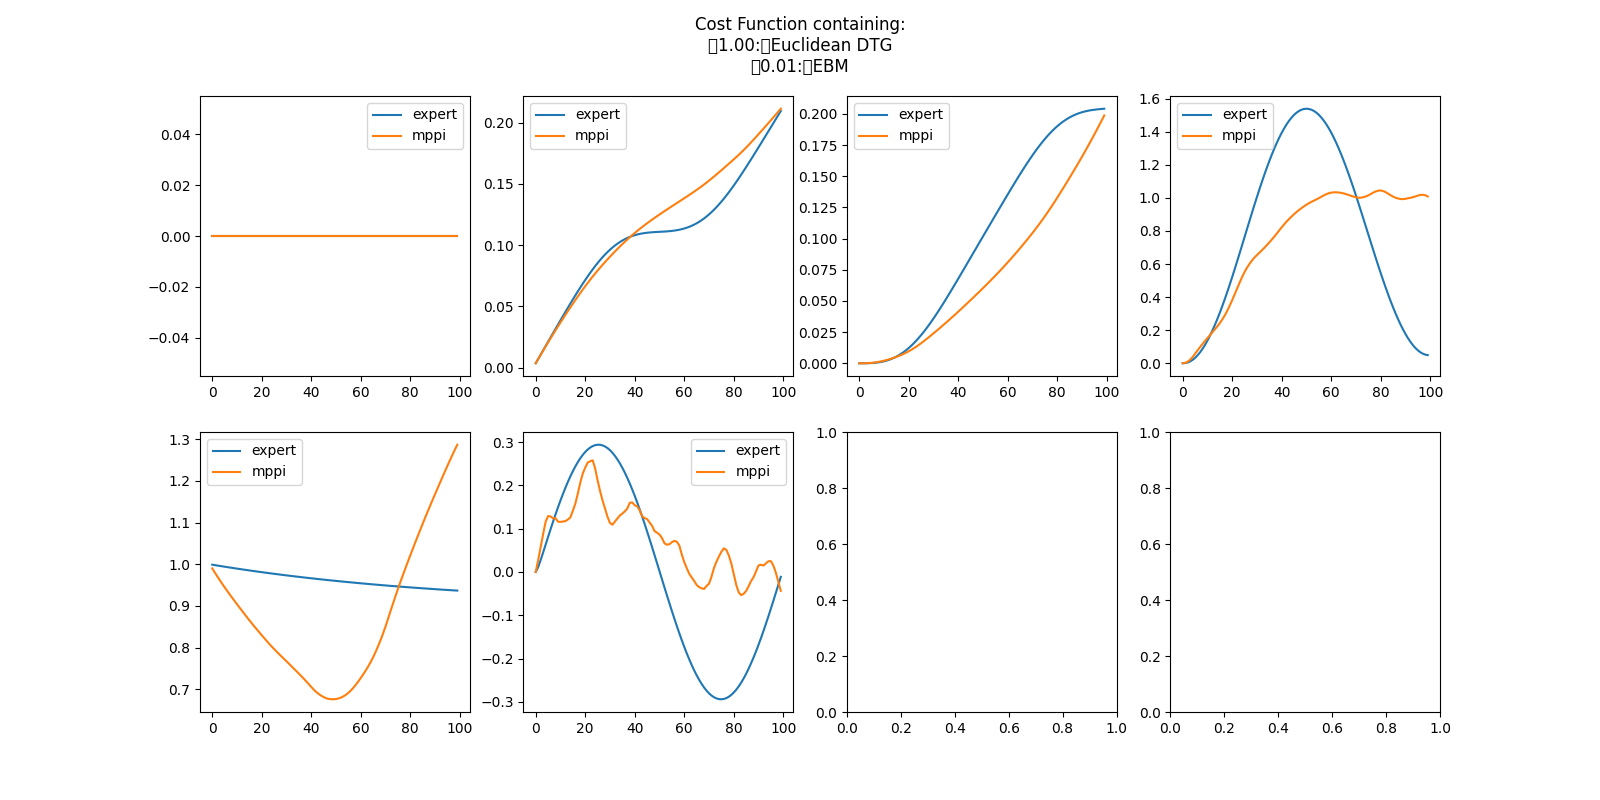 Cost Function containing:
1.00: Euclidean DTG
0.01: EBM
expert
mppi
0.04
0.02
0.00
−0.02
−0.04
0 20 40 60 80 100
expert
mppi
0.20
0.15
0.10
0.05
0.00
0 20 40 60 80 100
expert
mppi
0.200
0.175
0.150
0.125
0.100
0.075
0.050
0.025
0.000
0 20 40 60 80 100
expert
mppi
1.6
1.4
1.2
1.0
0.8
0.6
0.4
0.2
0.0
0 20 40 60 80 100
expert
mppi
1.3
1.2
1.1
1.0
0.9
0.8
0.7
0 20 40 60 80 100
expert
mppi
0.3
0.2
0.1
0.0
−0.1
−0.2
−0.3
0 20 40 60 80 100
1.0
0.8
0.6
0.4
0.2
0.0
0.0 0.2 0.4 0.6 0.8 1.0
1.0
0.8
0.6
0.4
0.2
0.0
0.0 0.2 0.4 0.6 0.8 1.0